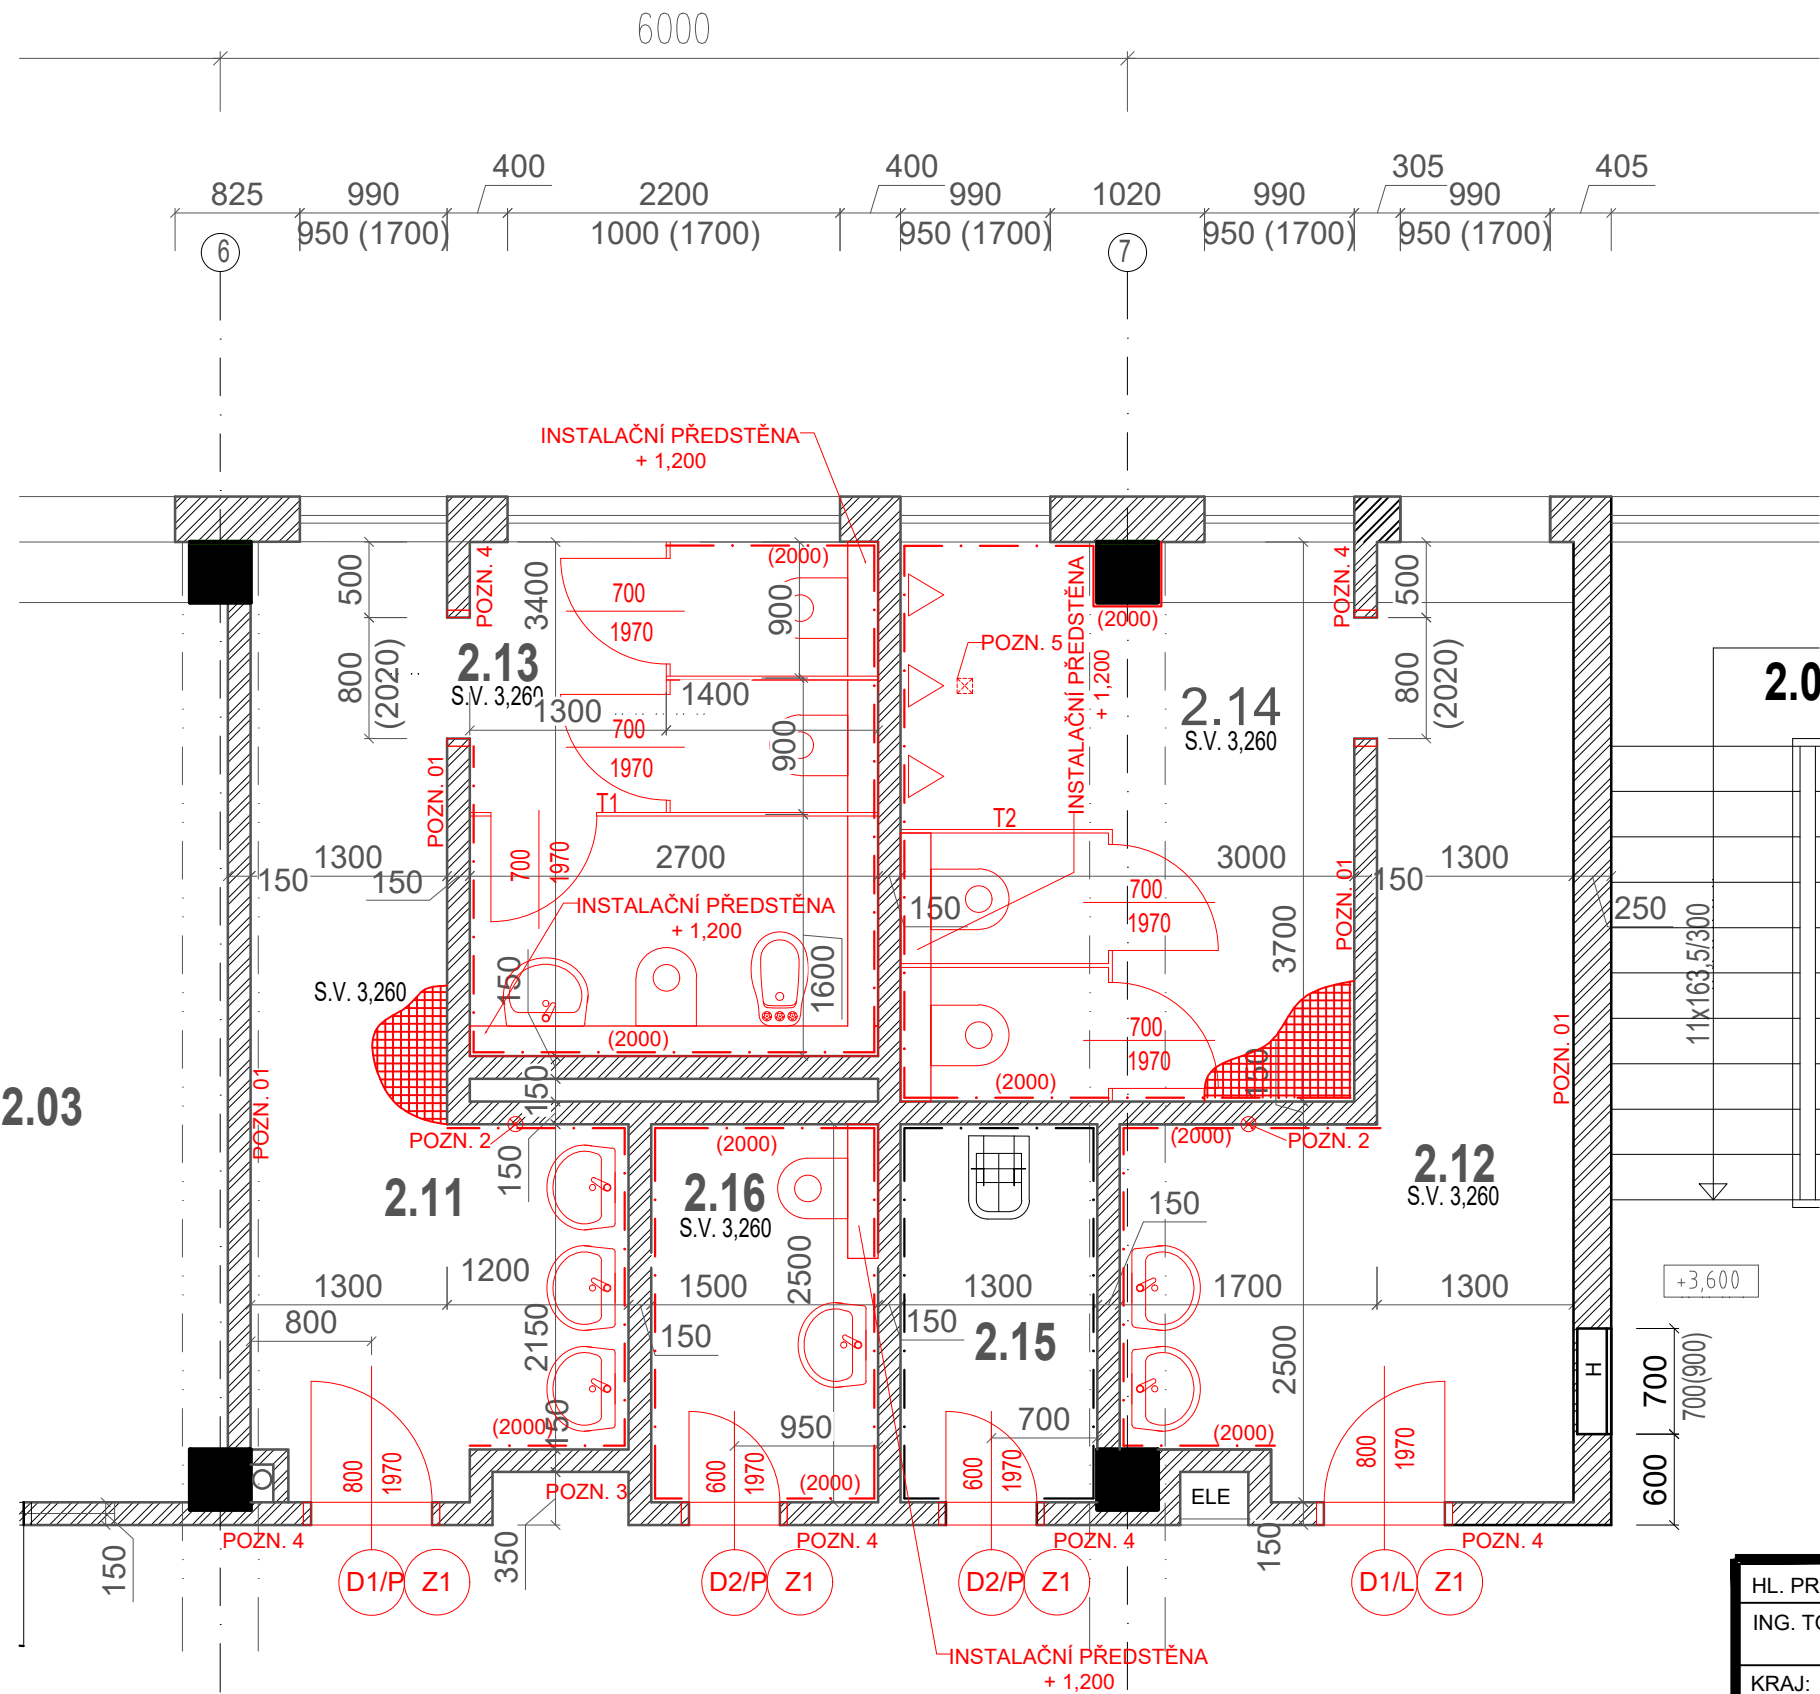 6000
400
400
305
405
825
990
2200
990
1020
990
990
950 (1700)
1000 (1700)
950 (1700)
950 (1700)
950 (1700)
6
7
INSTALAČNÍ PŘEDSTĚNA
+ 1,200
500
800
(2020)
POZN. 4
3400
2.13
S.V. 3,260
700
1970
900
(2000)
1300
1400
700
1970
900
T1
POZN. 01
1300
150
150
700
1970
2700
INSTALAČNÍ PŘEDSTĚNA
+ 1,200
150
1600
(2000)
S.V. 3,260
POZN. 5
INSTALAČNÍ PŘEDSTĚNA
+ 1,200
(2000)
2.14
S.V. 3,260
POZN. 4
500
800
(2020)
T2
700
1970
3000
POZN. 01
150
1300
150
3700
250
11x163,5/300
700
1970
(2000)
150
POZN. 01
2.0
2.03
POZN. 01
150
POZN. 2
150
2.11
(2000)
2.16
S.V. 3,260
(2000)
POZN. 2
2.12
S.V. 3,260
150
1300
1200
1500
2500
1300
1700
1300
800
2150
150
150
2.15
2500
+3,600
H
700
700(900)
600
950
700
(2000)
150
(2000)
(2000)
800
1970
600
1970
600
1970
800
1970
POZN. 3
ELE
POZN. 4
POZN. 4
POZN. 4
POZN. 4
150
350
150
D1/P
Z1
D2/P
Z1
D2/P
Z1
D1/L
Z1
INSTALAČNÍ PŘEDSTĚNA
+ 1,200
HL. PR
ING. TO
KRAJ: